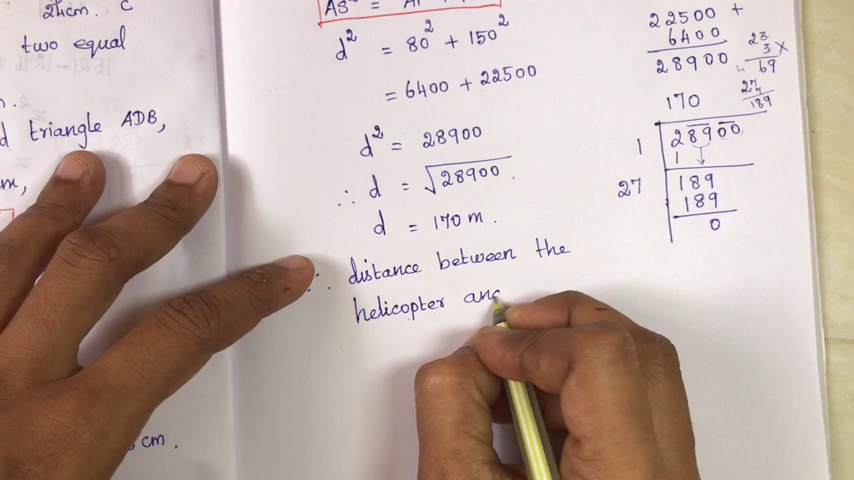 24cm. C
two equal
triangle ADB,
m,
cm.
AS² =
d² = 80² + 150²
= 6400 + 22500
d² = 28900
∴ d = √28900.
d = 170 m.
∴ distance between the
helicopter and
22500 +
6400
28900
23
3 ×
69
27
189
170
1 28900
1
27 189
189
0